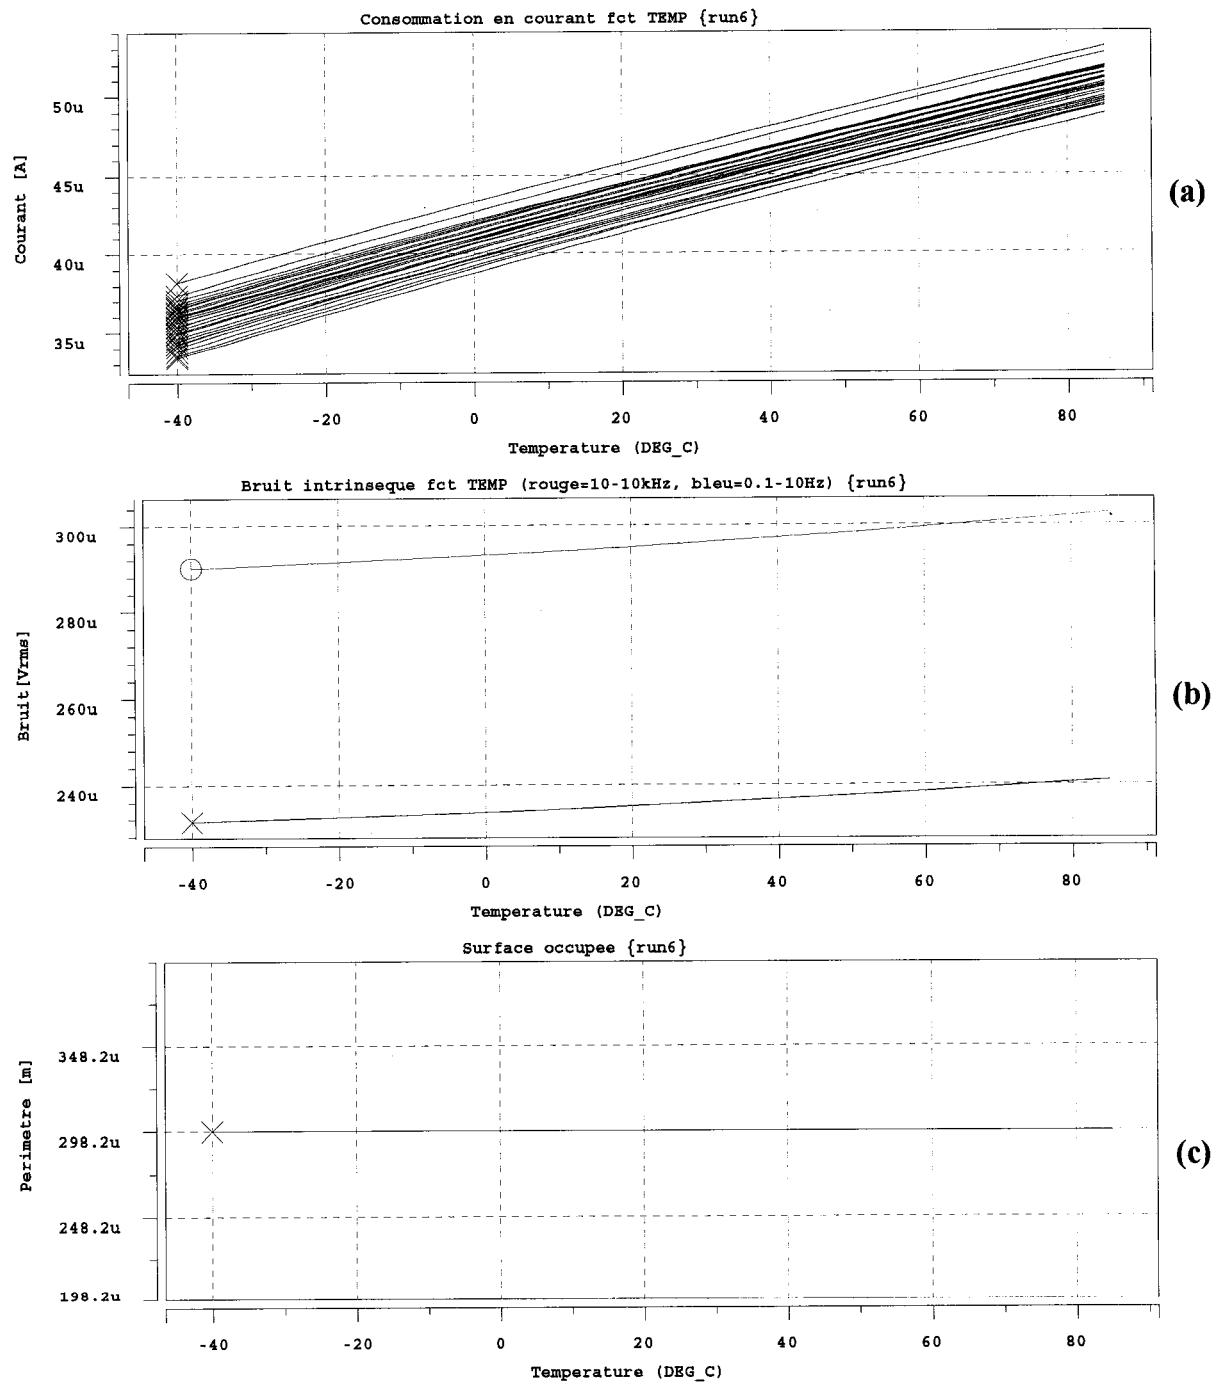 Consommation en courant fct TEMP {run6}
50u
45u
40u
35u
Courant [A]
(a)
-40 -20 0 20 40 60 80
Temperature (DEG_C)
Bruit intrinseque fct TEMP (rouge=10-10kHz, bleu=0.1-10Hz) {run6}
300u
280u
260u
240u
Bruit[Vrms]
(b)
-40 -20 0 20 40 60 80
Temperature (DEG_C)
Surface occupee {run6}
348.2u
298.2u
248.2u
198.2u
Perimetre [m]
(c)
-40 -20 0 20 40 60 80
Temperature (DEG_C)